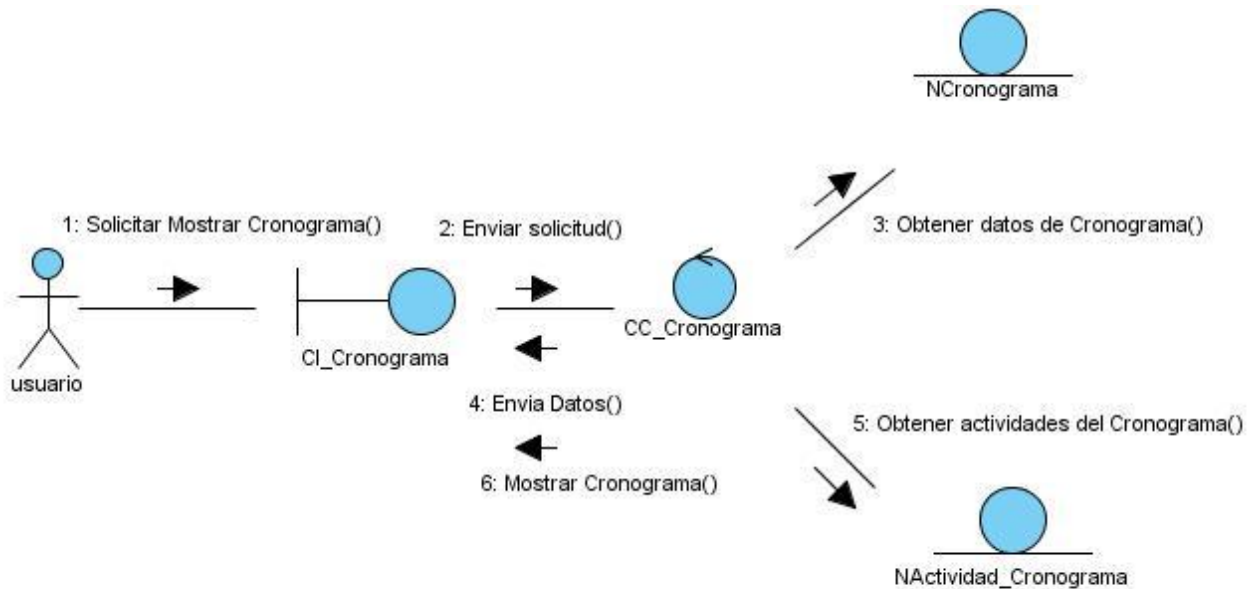 NCronograma
1: Solicitar Mostrar Cronograma()
2: Enviar solicitud()
3: Obtener datos de Cronograma()
CC_Cronograma
CI_Cronograma
usuario
4: Envia Datos()
5: Obtener actividades del Cronograma()
6: Mostrar Cronograma()
NActividad_Cronograma